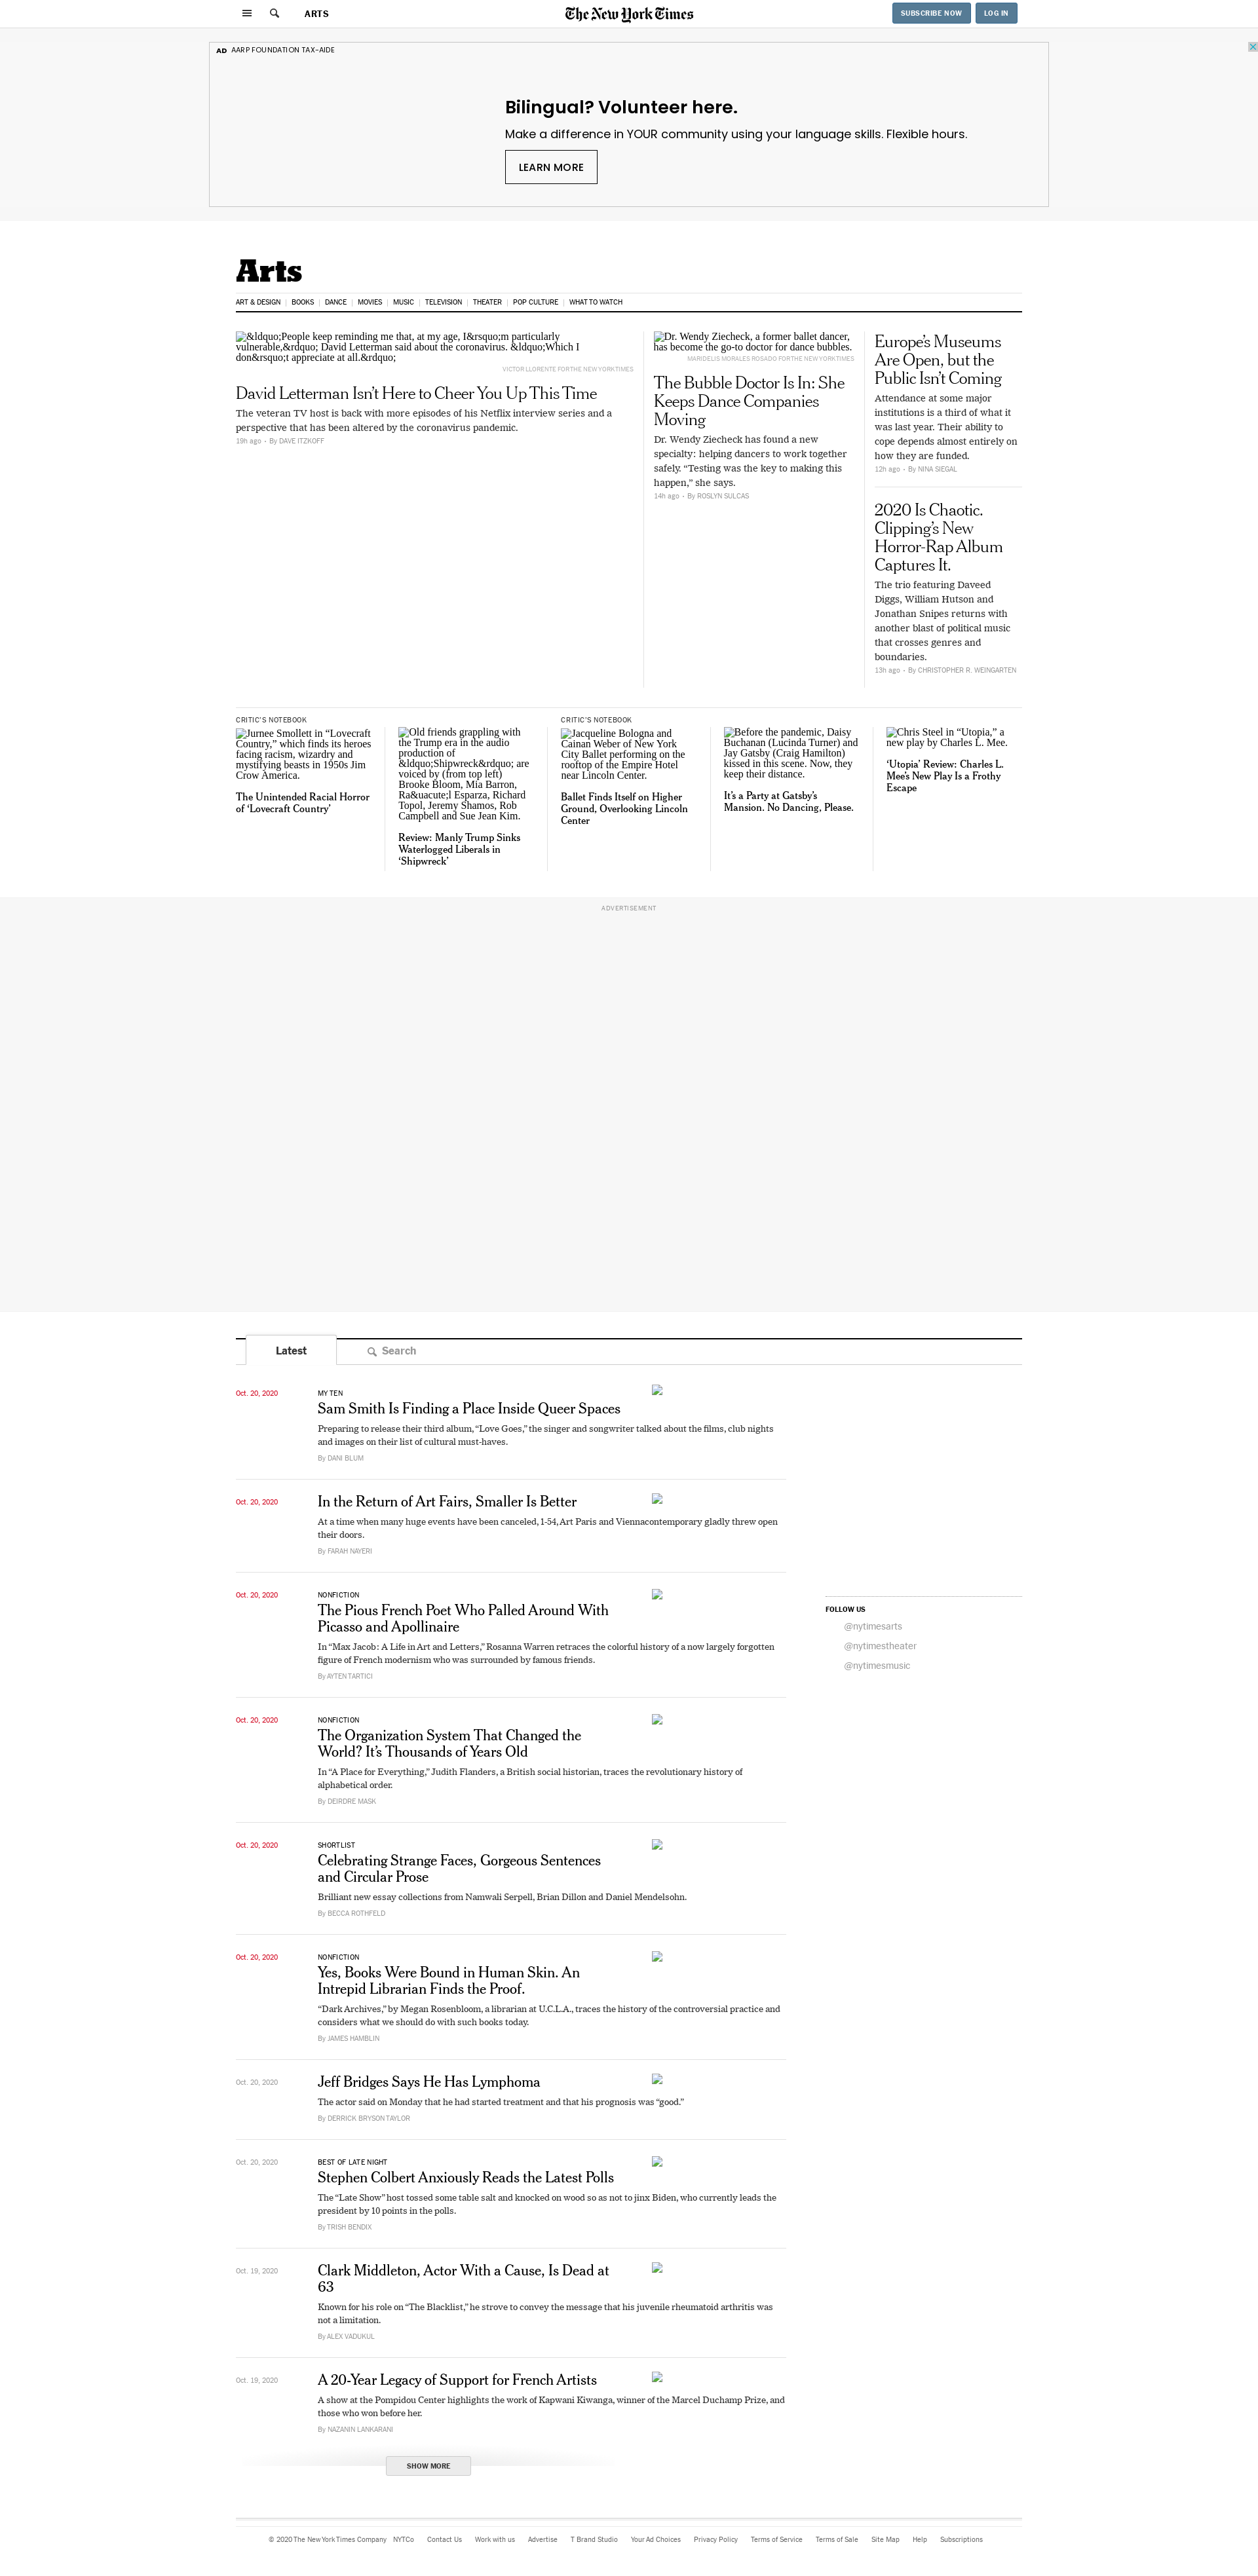 ARTS
The New York Times
SUBSCRIBE NOW
LOG IN
AD AARP FOUNDATION TAX-AIDE
Bilingual? Volunteer here.
Make a difference in YOUR community using your language skills. Flexible hours.
LEARN MORE
Arts
ART & DESIGN
BOOKS
DANCE
MOVIES
MUSIC
TELEVISION
THEATER
POP CULTURE
WHAT TO WATCH
&ldquo;People keep reminding me that, at my age, I&rsquo;m particularly
vulnerable,&rdquo; David Letterman said about the coronavirus. &ldquo;Which I
don&rsquo;t appreciate at all.&rdquo;
VICTOR LLORENTE FOR THE NEW YORK TIMES
David Letterman Isn’t Here to Cheer You Up This Time
The veteran TV host is back with more episodes of his Netflix interview series and a
perspective that has been altered by the coronavirus pandemic.
19h ago • By DAVE ITZKOFF
Dr. Wendy Ziecheck, a former ballet dancer,
has become the go-to doctor for dance bubbles.
MARIDELIS MORALES ROSADO FOR THE NEW YORK TIMES
The Bubble Doctor Is In: She
Keeps Dance Companies
Moving
Dr. Wendy Ziecheck has found a new
specialty: helping dancers to work together
safely. “Testing was the key to making this
happen,” she says.
14h ago • By ROSLYN SULCAS
Europe’s Museums
Are Open, but the
Public Isn’t Coming
Attendance at some major
institutions is a third of what it
was last year. Their ability to
cope depends almost entirely on
how they are funded.
12h ago • By NINA SIEGAL
2020 Is Chaotic.
Clipping’s New
Horror-Rap Album
Captures It.
The trio featuring Daveed
Diggs, William Hutson and
Jonathan Snipes returns with
another blast of political music
that crosses genres and
boundaries.
13h ago • By CHRISTOPHER R. WEINGARTEN
CRITIC’S NOTEBOOK
Jurnee Smollett in “Lovecraft
Country,” which finds its heroes
facing racism, wizardry and
mystifying beasts in 1950s Jim
Crow America.
The Unintended Racial Horror
of ‘Lovecraft Country’
Old friends grappling with
the Trump era in the audio
production of
&ldquo;Shipwreck&rdquo; are
voiced by (from top left)
Brooke Bloom, Mia Barron,
Ra&uacute;l Esparza, Richard
Topol, Jeremy Shamos, Rob
Campbell and Sue Jean Kim.
Review: Manly Trump Sinks
Waterlogged Liberals in
‘Shipwreck’
CRITIC’S NOTEBOOK
Jacqueline Bologna and
Cainan Weber of New York
City Ballet performing on the
rooftop of the Empire Hotel
near Lincoln Center.
Ballet Finds Itself on Higher
Ground, Overlooking Lincoln
Center
Before the pandemic, Daisy
Buchanan (Lucinda Turner) and
Jay Gatsby (Craig Hamilton)
kissed in this scene. Now, they
keep their distance.
It’s a Party at Gatsby’s
Mansion. No Dancing, Please.
Chris Steel in “Utopia,” a
new play by Charles L. Mee.
‘Utopia’ Review: Charles L.
Mee’s New Play Is a Frothy
Escape
ADVERTISEMENT
Latest
Search
Oct. 20, 2020
MY TEN
Sam Smith Is Finding a Place Inside Queer Spaces
Preparing to release their third album, “Love Goes,” the singer and songwriter talked about the films, club nights
and images on their list of cultural must-haves.
By DANI BLUM
Oct. 20, 2020
In the Return of Art Fairs, Smaller Is Better
At a time when many huge events have been canceled, 1-54, Art Paris and Viennacontemporary gladly threw open
their doors.
By FARAH NAYERI
Oct. 20, 2020
NONFICTION
The Pious French Poet Who Palled Around With
Picasso and Apollinaire
In “Max Jacob: A Life in Art and Letters,” Rosanna Warren retraces the colorful history of a now largely forgotten
figure of French modernism who was surrounded by famous friends.
By AYTEN TARTICI
Oct. 20, 2020
NONFICTION
The Organization System That Changed the
World? It’s Thousands of Years Old
In “A Place for Everything,” Judith Flanders, a British social historian, traces the revolutionary history of
alphabetical order.
By DEIRDRE MASK
Oct. 20, 2020
SHORTLIST
Celebrating Strange Faces, Gorgeous Sentences
and Circular Prose
Brilliant new essay collections from Namwali Serpell, Brian Dillon and Daniel Mendelsohn.
By BECCA ROTHFELD
Oct. 20, 2020
NONFICTION
Yes, Books Were Bound in Human Skin. An
Intrepid Librarian Finds the Proof.
“Dark Archives,” by Megan Rosenbloom, a librarian at U.C.L.A., traces the history of the controversial practice and
considers what we should do with such books today.
By JAMES HAMBLIN
Oct. 20, 2020
Jeff Bridges Says He Has Lymphoma
The actor said on Monday that he had started treatment and that his prognosis was “good.”
By DERRICK BRYSON TAYLOR
Oct. 20, 2020
BEST OF LATE NIGHT
Stephen Colbert Anxiously Reads the Latest Polls
The “Late Show” host tossed some table salt and knocked on wood so as not to jinx Biden, who currently leads the
president by 10 points in the polls.
By TRISH BENDIX
Oct. 19, 2020
Clark Middleton, Actor With a Cause, Is Dead at
63
Known for his role on “The Blacklist,” he strove to convey the message that his juvenile rheumatoid arthritis was
not a limitation.
By ALEX VADUKUL
Oct. 19, 2020
A 20-Year Legacy of Support for French Artists
A show at the Pompidou Center highlights the work of Kapwani Kiwanga, winner of the Marcel Duchamp Prize, and
those who won before her.
By NAZANIN LANKARANI
SHOW MORE
FOLLOW US
@nytimesarts
@nytimestheater
@nytimesmusic
© 2020 The New York Times Company
NYTCo
Contact Us
Work with us
Advertise
T Brand Studio
Your Ad Choices
Privacy Policy
Terms of Service
Terms of Sale
Site Map
Help
Subscriptions